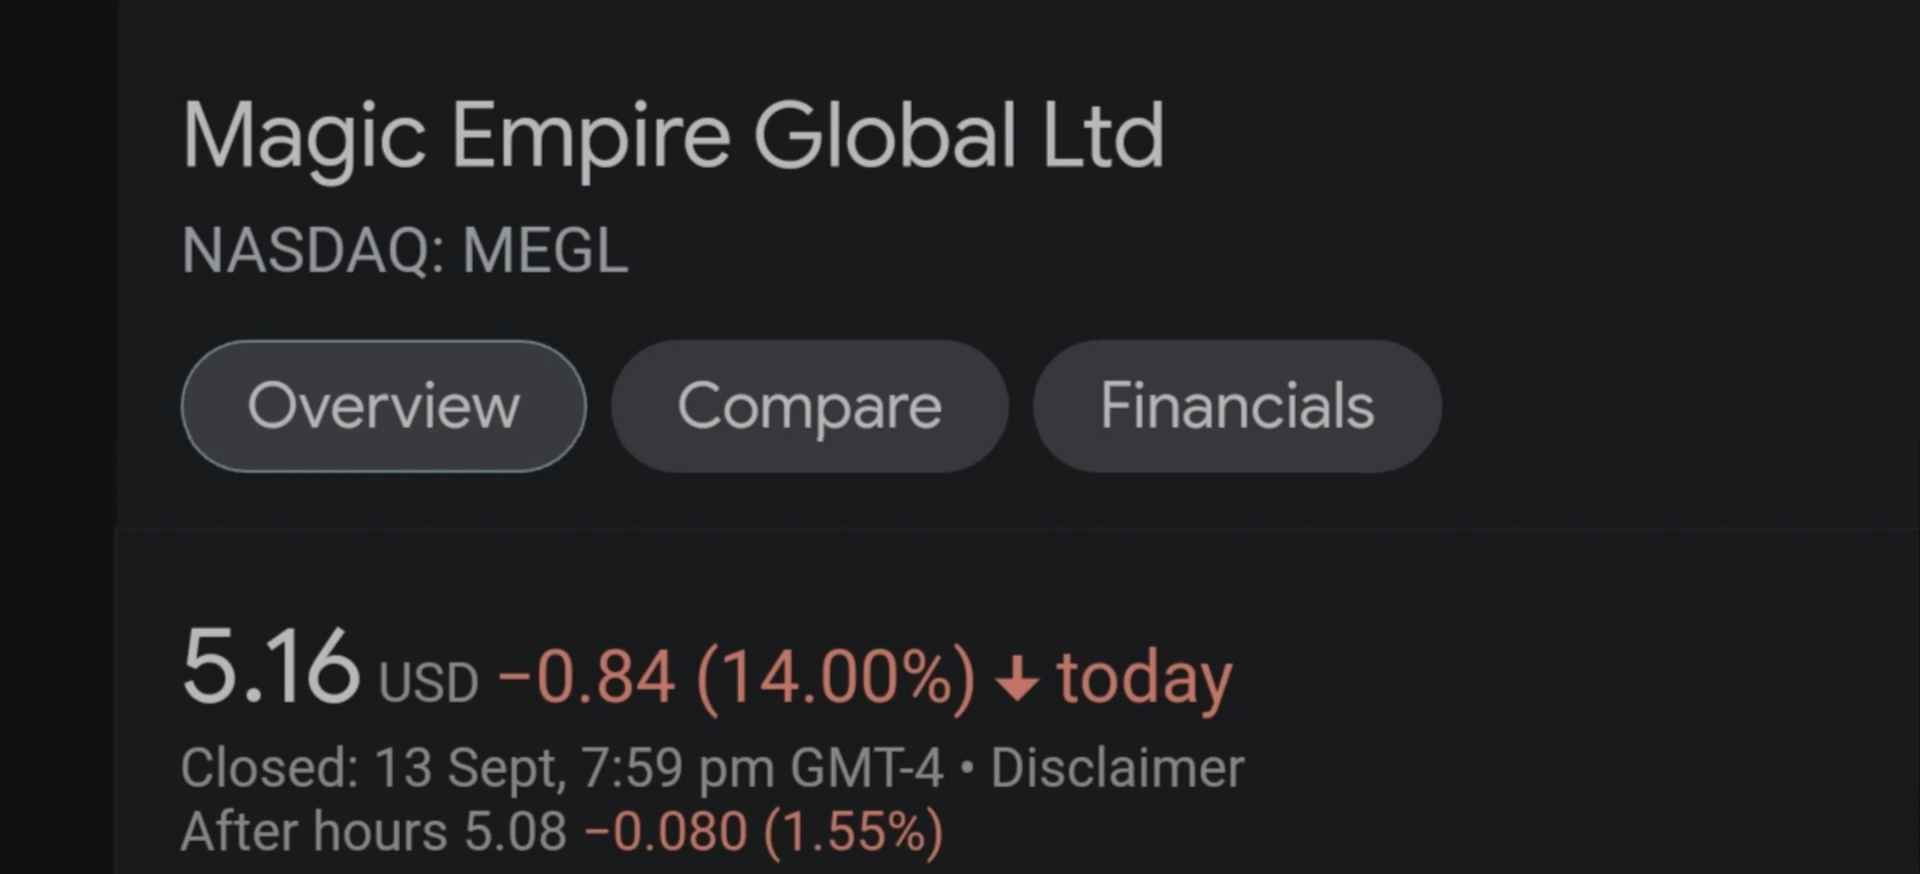 Magic Empire Global Ltd
NASDAQ: MEGL
Overview Compare Financials
5.16 USD −0.84 (14.00%) ↓ today
Closed: 13 Sept, 7:59 pm GMT-4 • Disclaimer
After hours 5.08 −0.080 (1.55%)